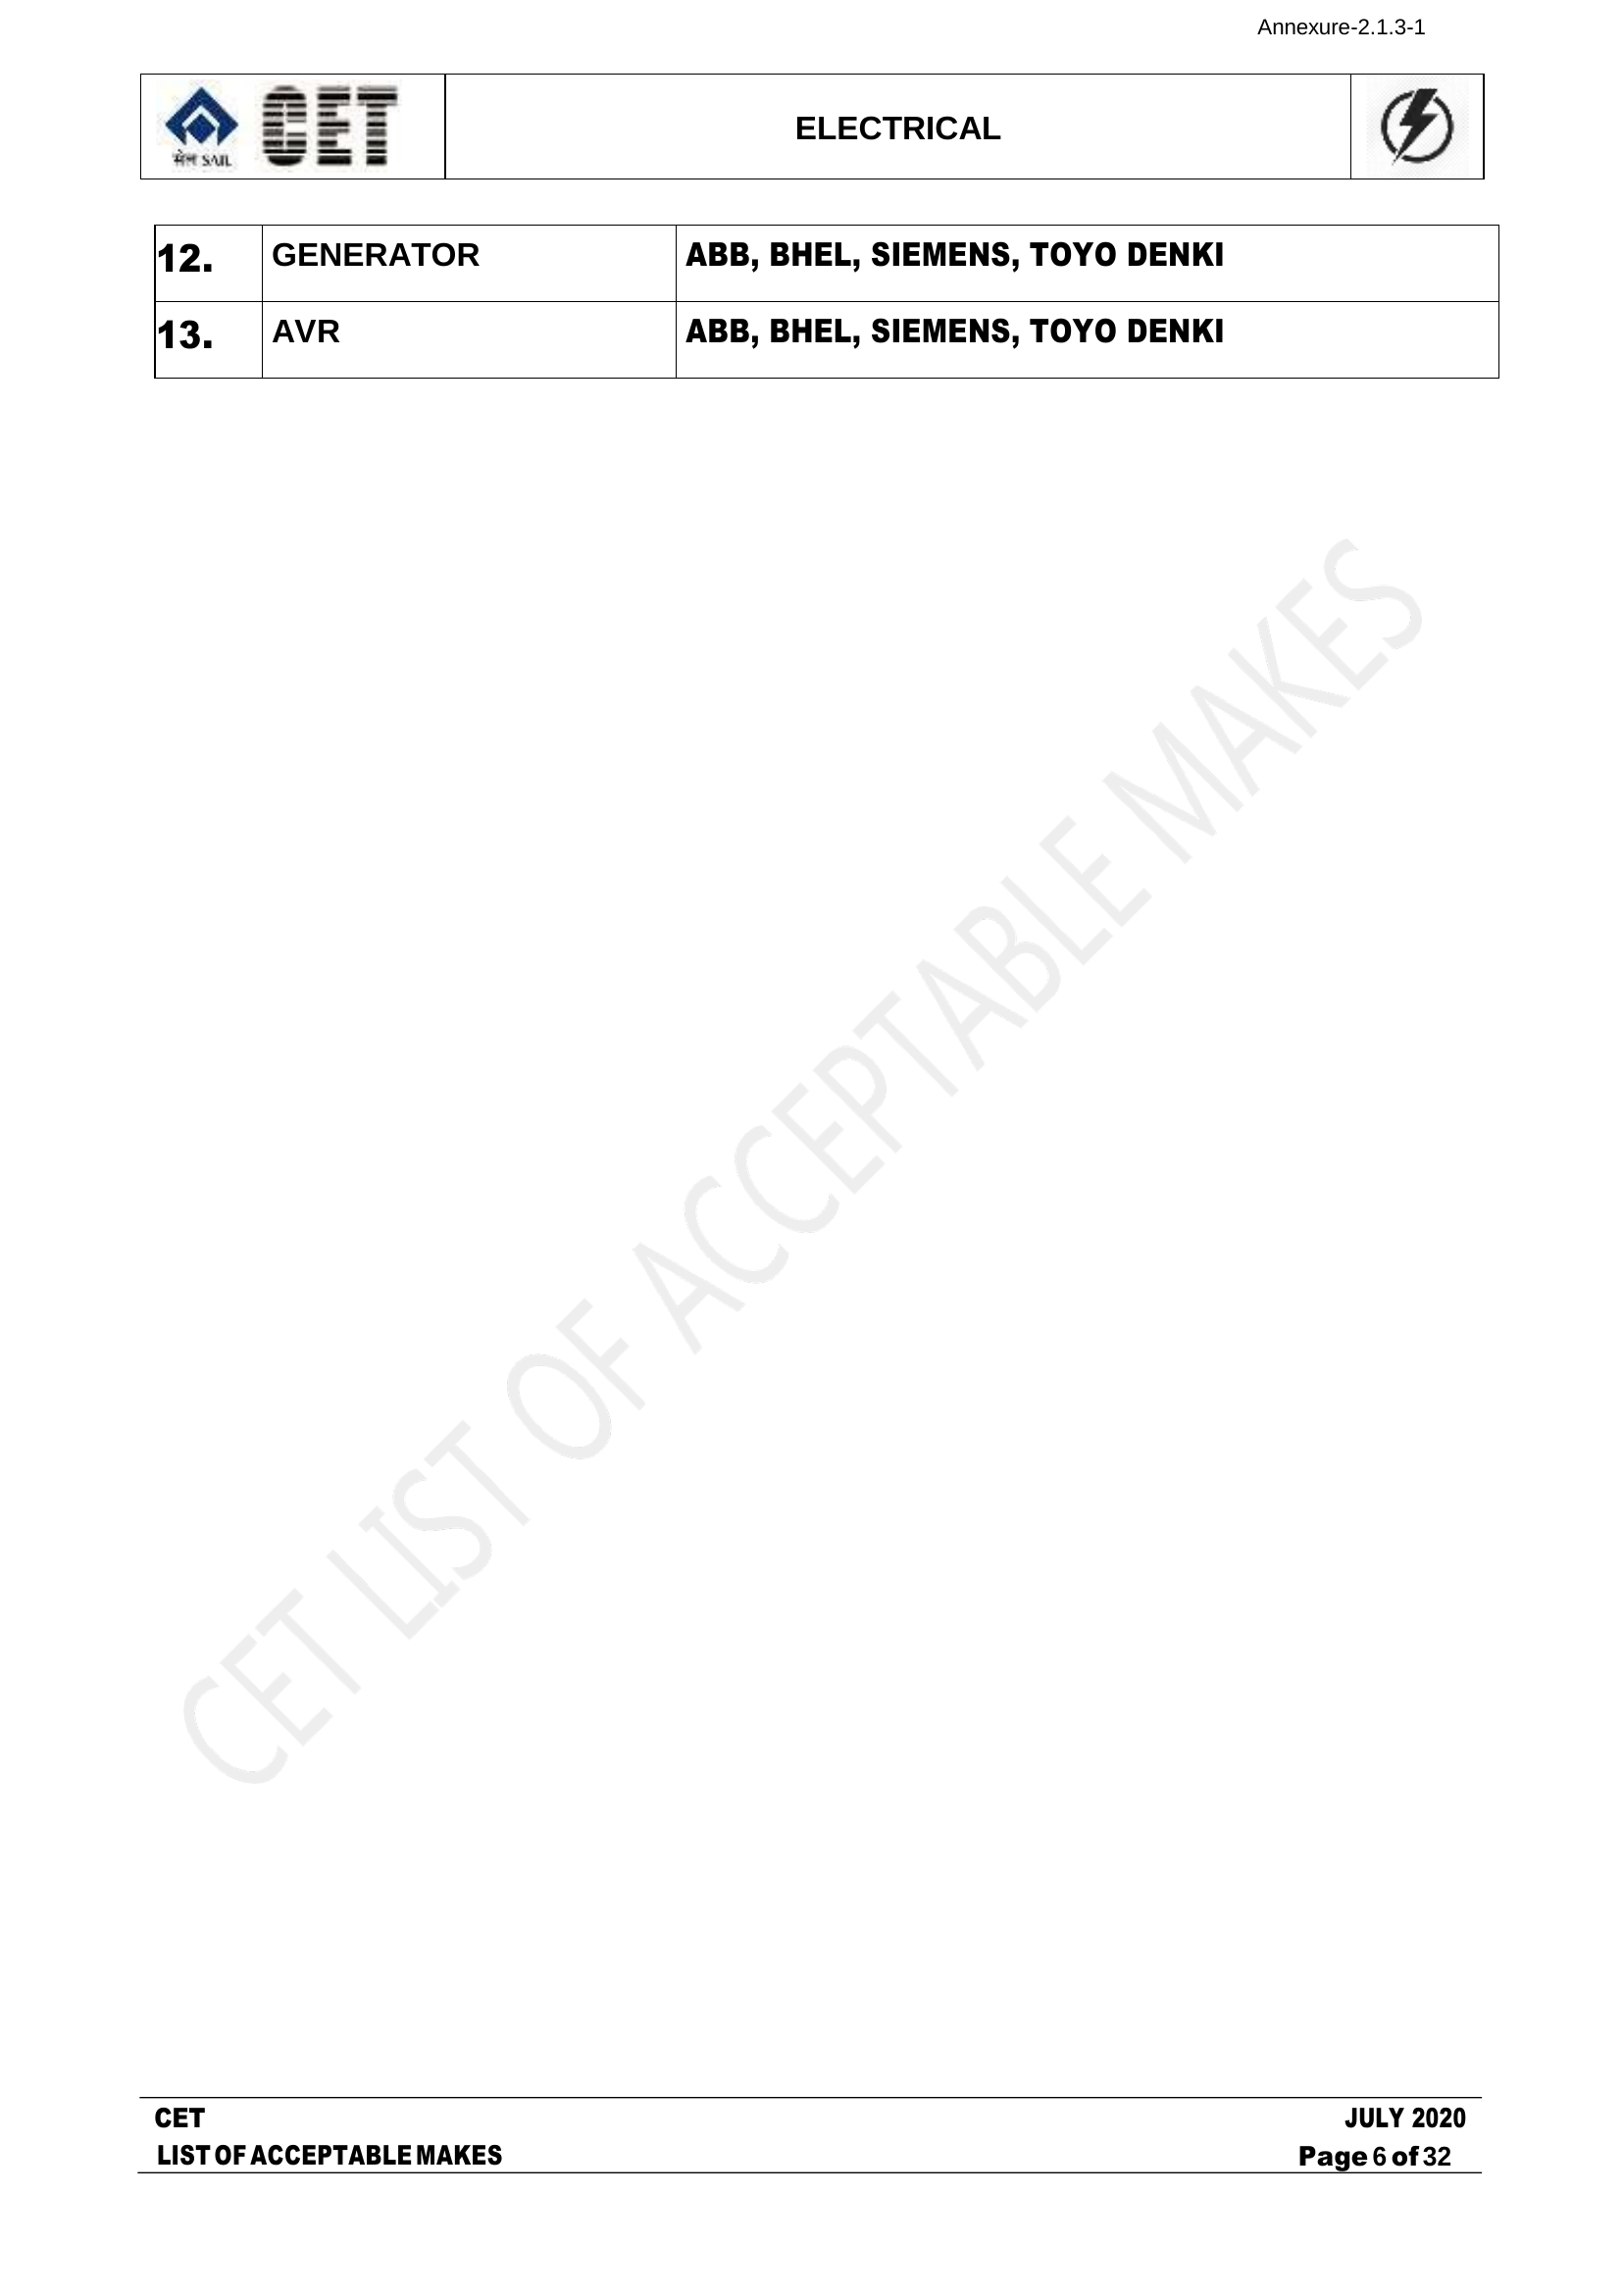 Annexure-2.1.3-1
सेल SAIL
CET
ELECTRICAL
12. GENERATOR ABB, BHEL, SIEMENS, TOYO DENKI
13. AVR ABB, BHEL, SIEMENS, TOYO DENKI
CET LIST OF ACCEPTABLE MAKES
CET JULY 2020
LIST OF ACCEPTABLE MAKES Page 6 of 32